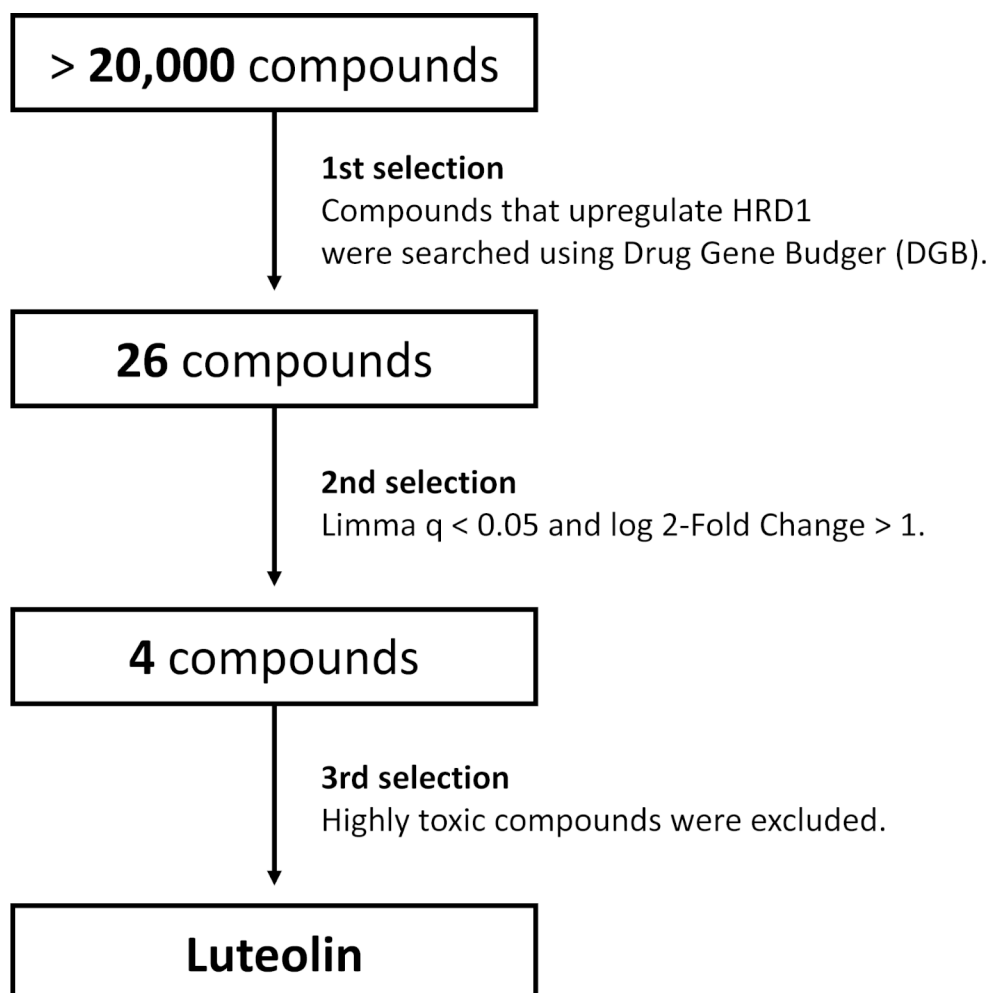 > 20,000 compounds
1st selection
Compounds that upregulate HRD1
were searched using Drug Gene Budger (DGB).
26 compounds
2nd selection
Limma q < 0.05 and log 2-Fold Change > 1.
4 compounds
3rd selection
Highly toxic compounds were excluded.
Luteolin